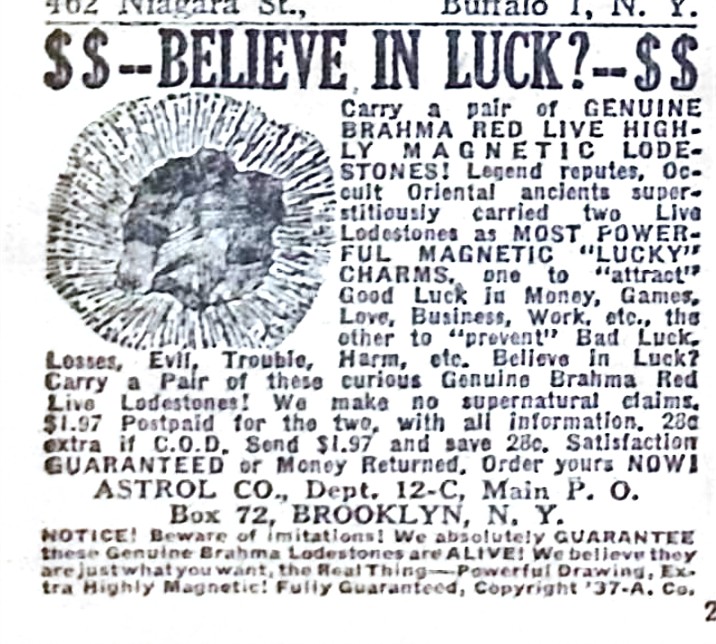 462 Niagara St., Buffalo 1, N. Y.
$$--BELIEVE IN LUCK?--$$
Carry a pair of GENUINE
BRAHMA RED LIVE HIGH-
LY MAGNETIC LODE-
STONES! Legend reputes, Oc-
cult Oriental ancients super-
stitiously carried two Live
Lodestones as MOST POWER-
FUL MAGNETIC "LUCKY"
CHARMS, one to "attract"
Good Luck in Money, Games,
Love, Business, Work, etc., the
other to "prevent" Bad Luck,
Losses, Evil, Trouble, Harm, etc. Believe in Luck?
Carry a Pair of these curious Genuine Brahma Red
Live Lodestones! We make no supernatural claims.
$1.97 Postpaid for the two, with all information. 28c
extra if C.O.D. Send $1.97 and save 28c. Satisfaction
GUARANTEED or Money Returned. Order yours NOW!
ASTROL CO., Dept. 12-C, Main P. O.
Box 72, BROOKLYN, N. Y.
NOTICE! Beware of imitations! We absolutely GUARANTEE
these Genuine Brahma Lodestones are ALIVE! We believe they
are just what you want, the Real Thing—Powerful Drawing, Ex-
tra Highly Magnetic! Fully Guaranteed, Copyright '37-A. Co.
2